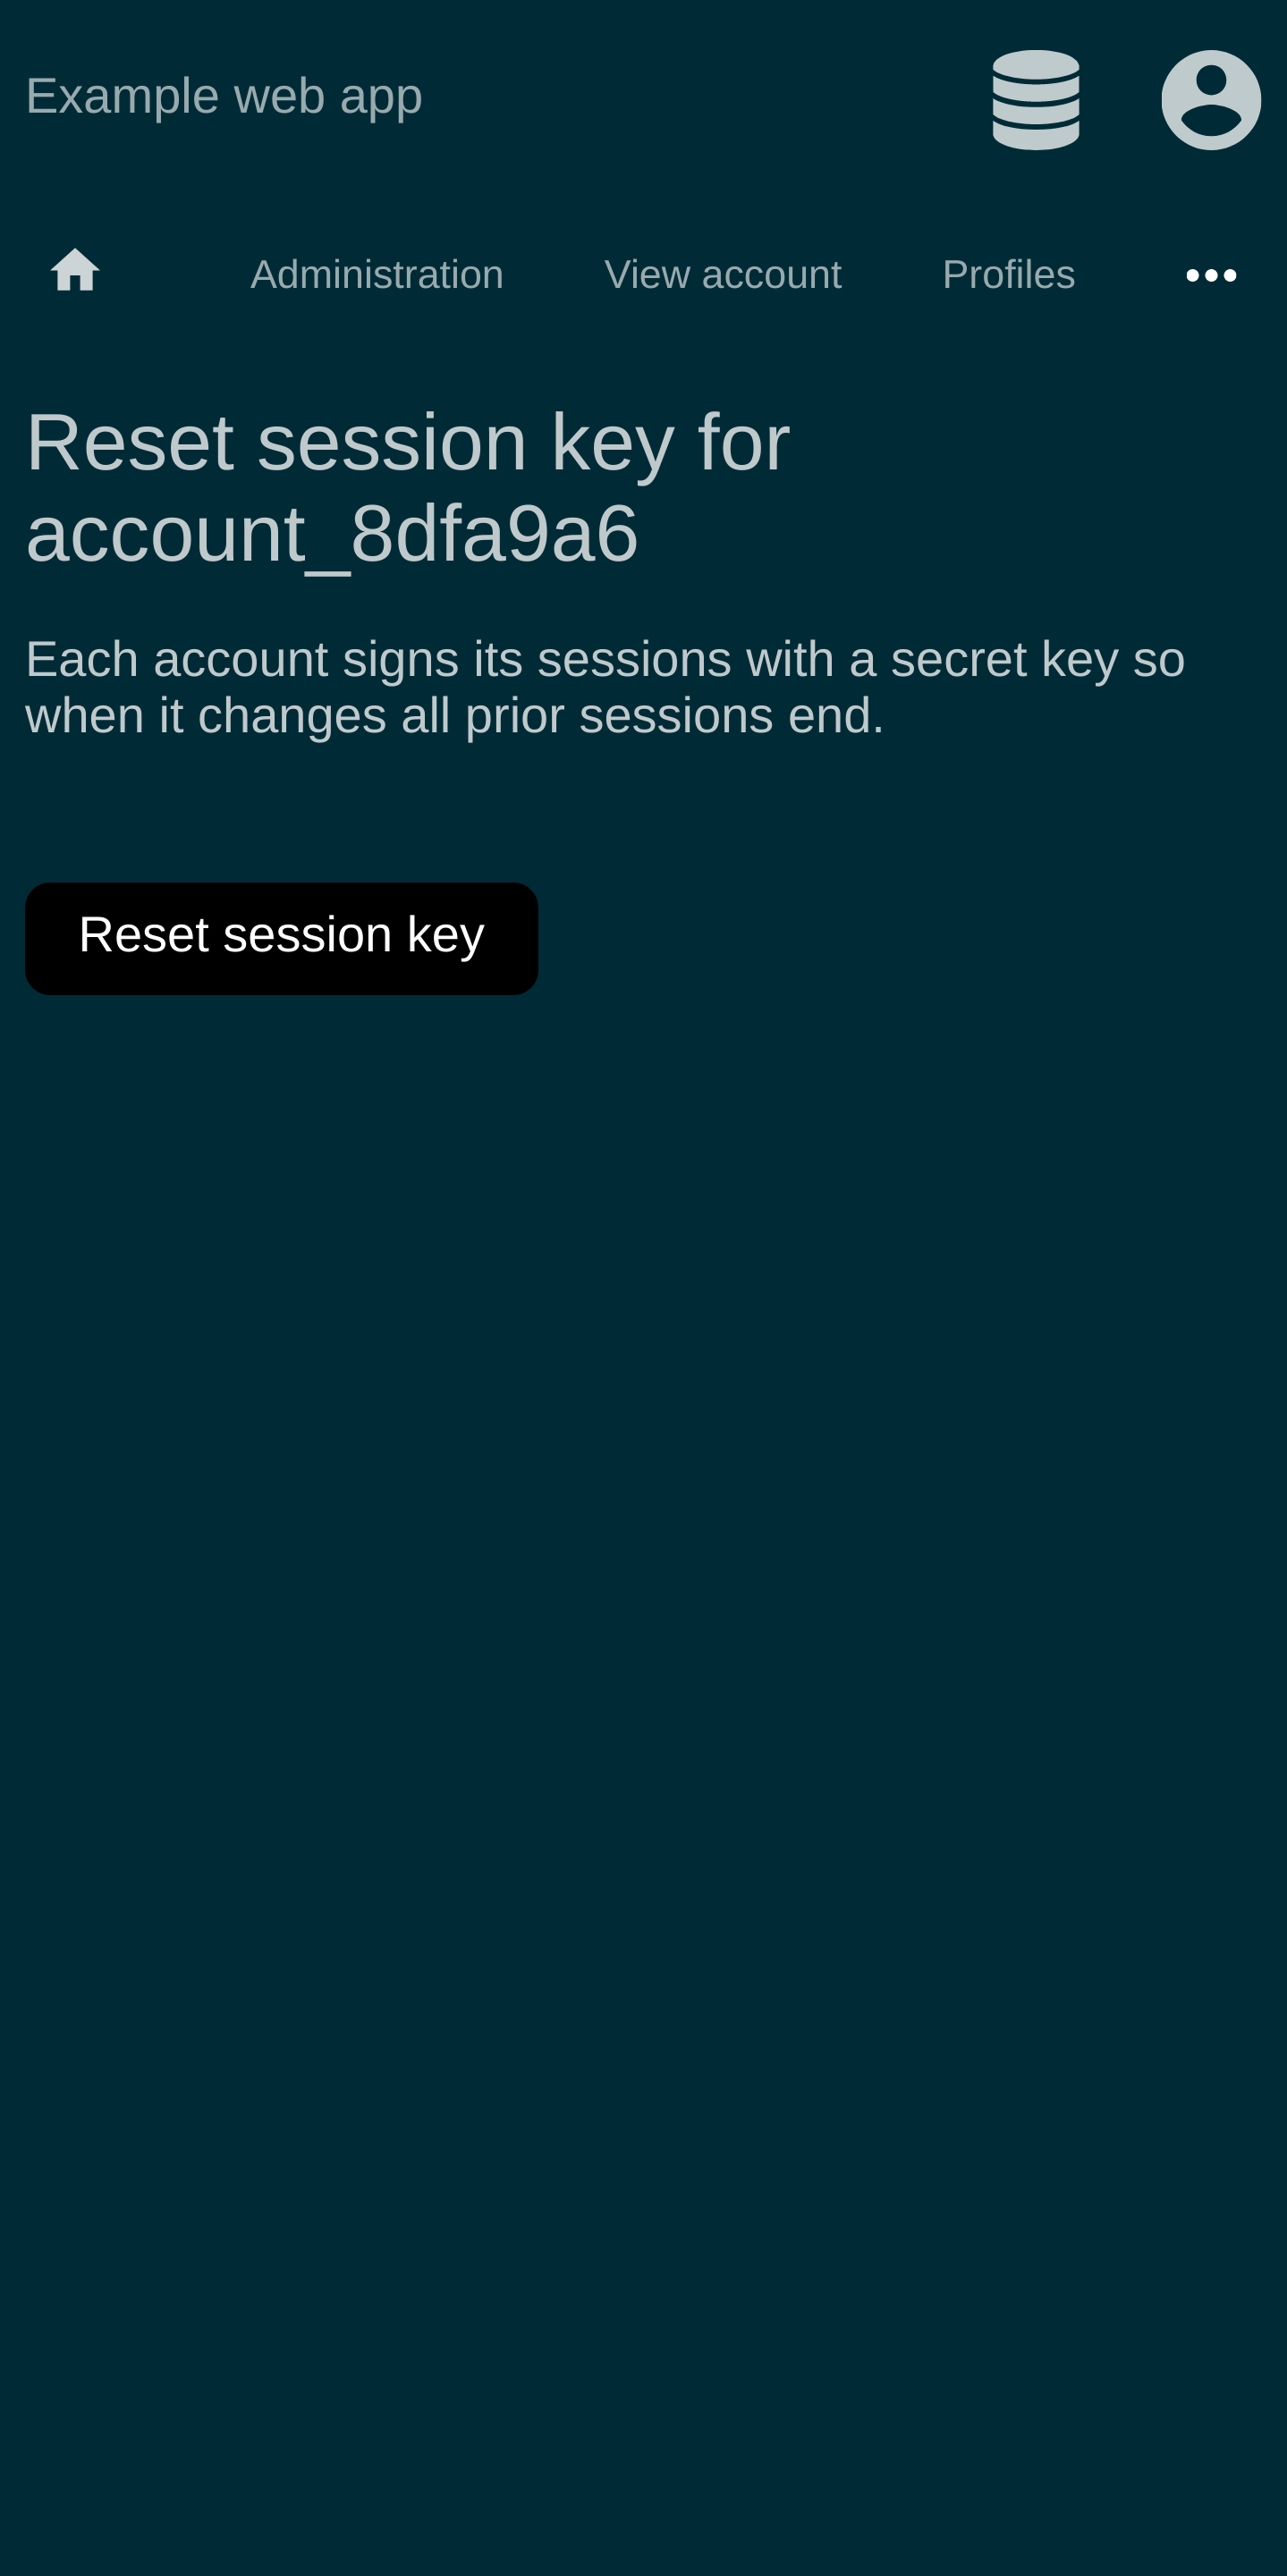 Example web app
Administration View account Profiles
Reset session key for
account_8dfa9a6
Each account signs its sessions with a secret key so
when it changes all prior sessions end.
Reset session key